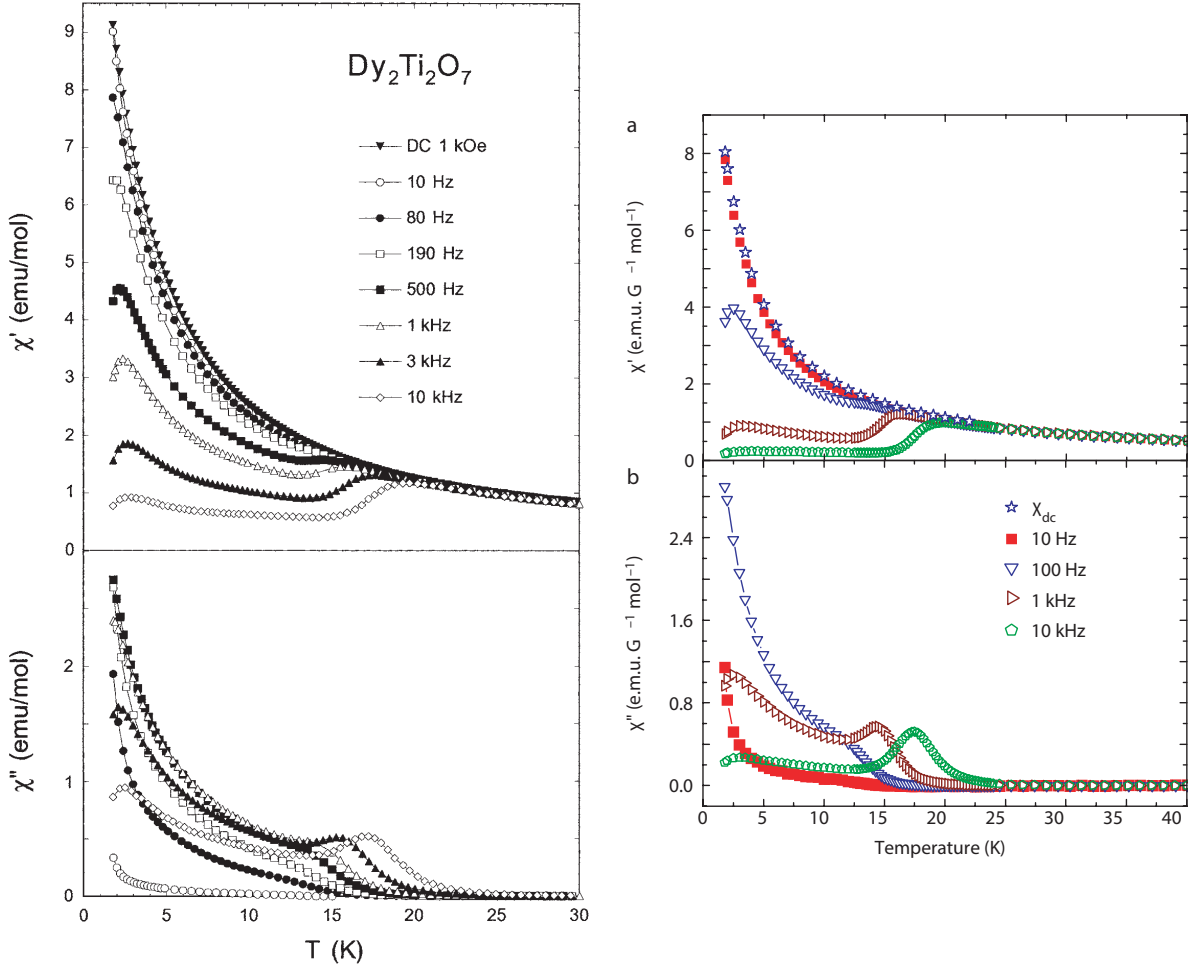 Dy₂Ti₂O₇
9
8
7
6
5
4
3
2
1
0
χ' (emu/mol)
DC 1 kOe
10 Hz
80 Hz
190 Hz
500 Hz
1 kHz
3 kHz
10 kHz
2
1
0
χ" (emu/mol)
0 5 10 15 20 25 30
T (K)
a
8
6
4
2
0
χ' (e.m.u. G ⁻¹ mol⁻¹)
b
2.4
1.8
1.2
0.6
0.0
χ" (e.m.u. G ⁻¹ mol⁻¹)
χdc
10 Hz
100 Hz
1 kHz
10 kHz
0 5 10 15 20 25 30 35 40
Temperature (K)